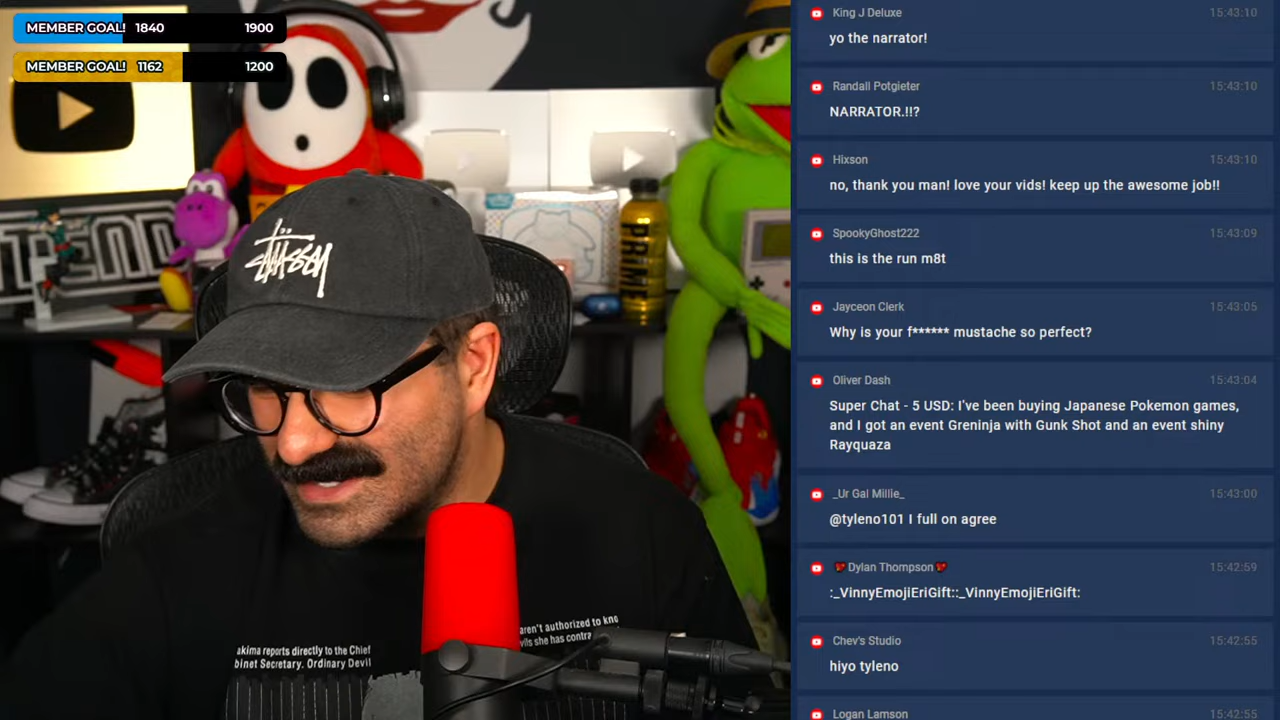 MEMBER GOAL! 1840 1900
MEMBER GOAL! 1162 1200
STÜSSY
PRIME
akima reports directly to the Chief
binet Secretary. Ordinary Devil
aren't authorized to kno
vils she has contra
King J Deluxe 15:43:10
yo the narrator!
Randall Potgieter 15:43:10
NARRATOR.!!?
Hixson 15:43:10
no, thank you man! love your vids! keep up the awesome job!!
SpookyGhost222 15:43:09
this is the run m8t
Jayceon Clerk 15:43:05
Why is your f****** mustache so perfect?
Oliver Dash 15:43:04
Super Chat - 5 USD: I've been buying Japanese Pokemon games,
and I got an event Greninja with Gunk Shot and an event shiny
Rayquaza
_Ur Gal Millie_ 15:43:00
@tyleno101 I full on agree
Dylan Thompson 15:42:59
:_VinnyEmojiEriGift::_VinnyEmojiEriGift:
Chev's Studio 15:42:55
hiyo tyleno
Logan Lamson 15:42:55